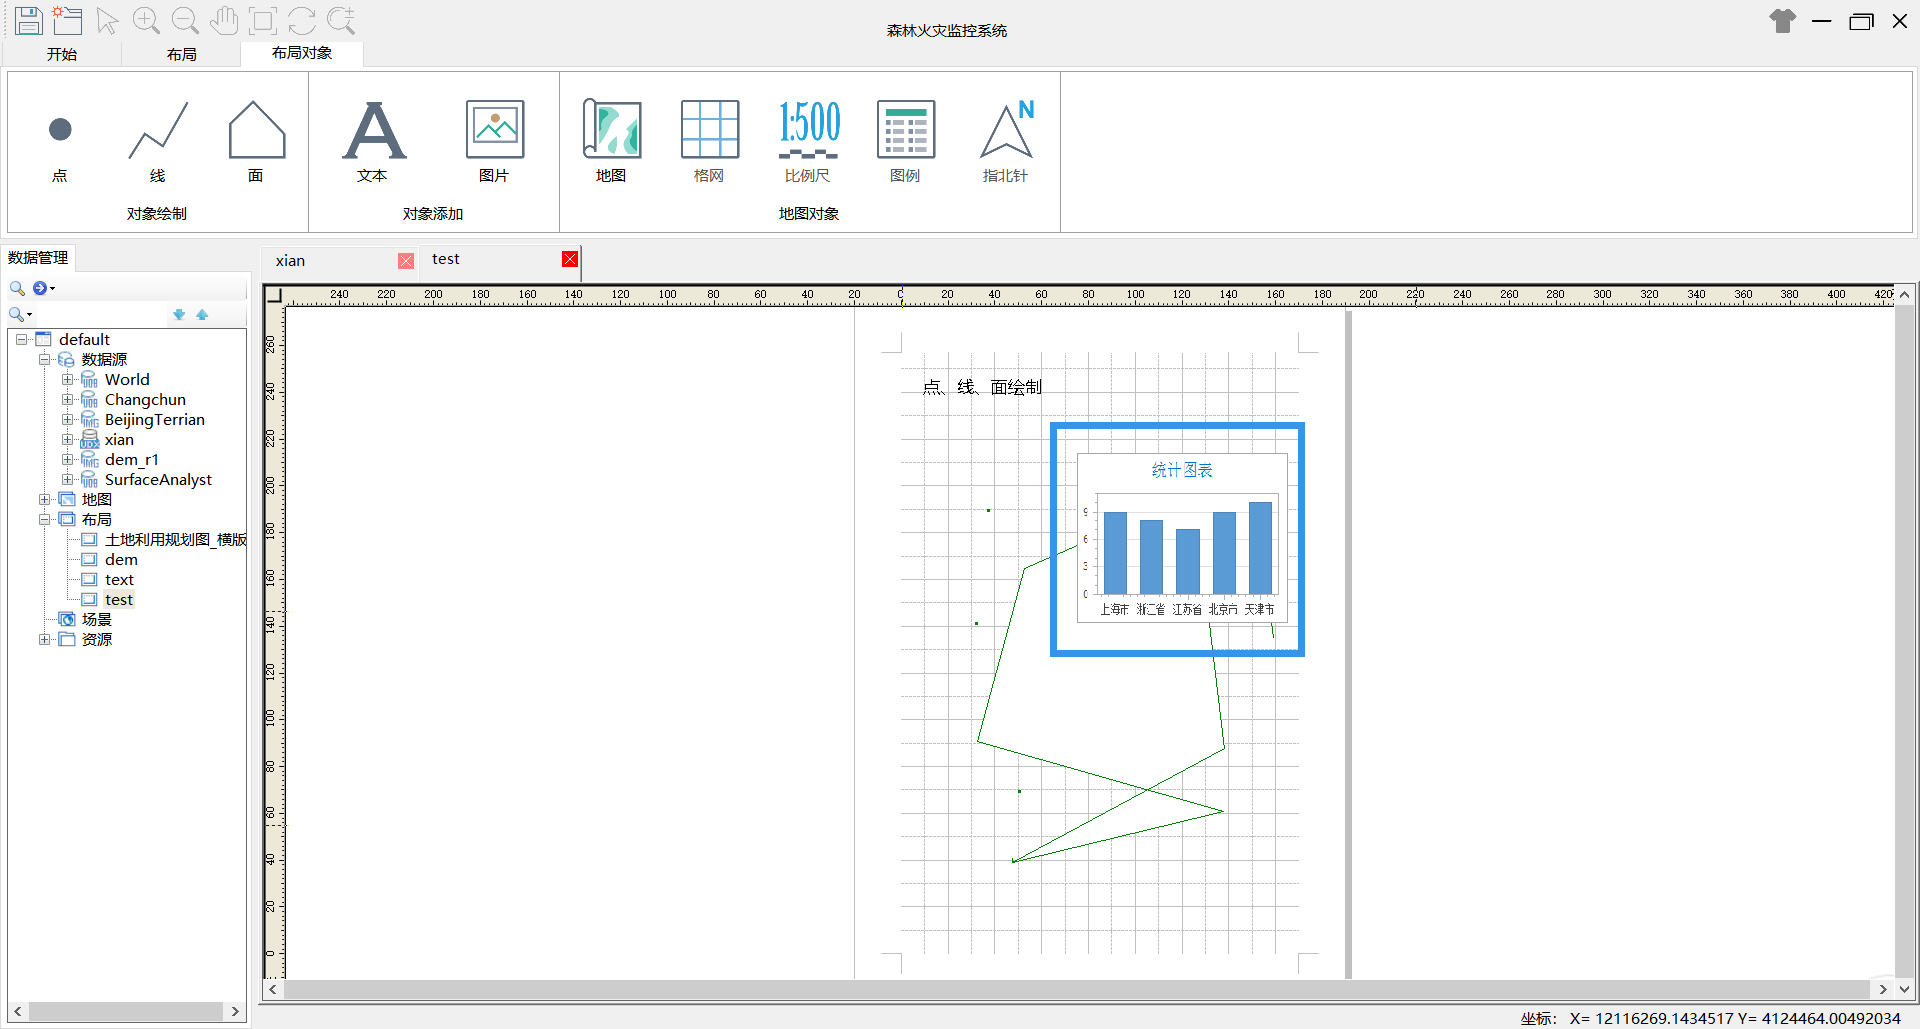 森林火灾监控系统
开始 布局 布局对象
点 线 面 文本 图片 地图 格网 1:500 比例尺 图例 N 指北针
对象绘制 对象添加 地图对象
数据管理
xian test
240 220 200 180 160 140 120 100 80 60 40 20 0 20 40 60 80 100 120 140 160 180 200 220 240 260 280 300 320 340 360 380 400 420
260
240
220
200
180
160
140
120
100
80
60
40
20
0
default
数据源
World
Changchun
BeijingTerrian
xian
dem_r1
SurfaceAnalyst
地图
布局
土地利用规划图_横版
dem
text
test
场景
资源
点、线、面绘制
统计图表
9
6
3
0
上海市 浙江省 江苏省 北京市 天津市
坐标: X= 12116269.1434517 Y= 4124464.00492034